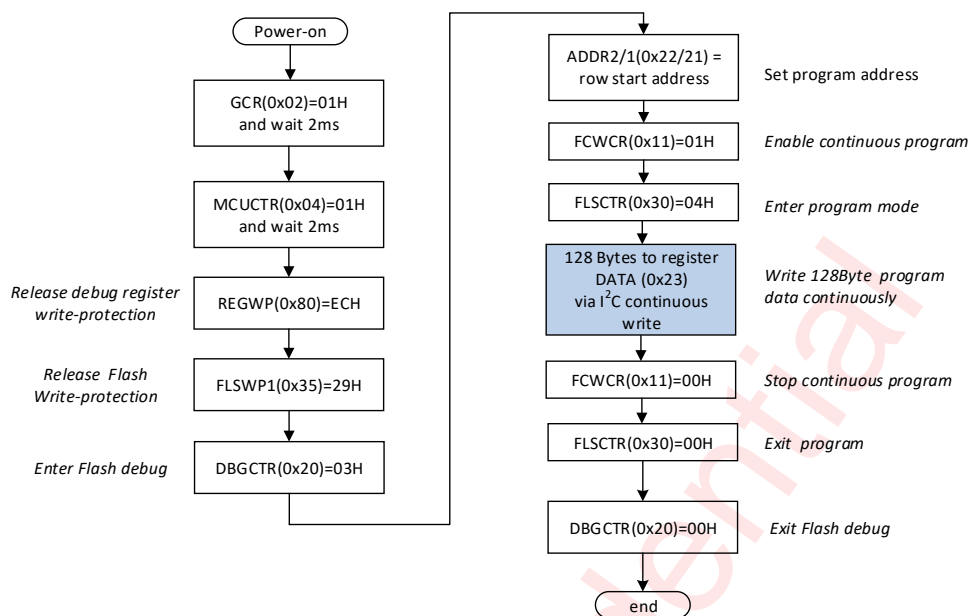 Power-on
GCR(0x02)=01H
and wait 2ms
MCUCTR(0x04)=01H
and wait 2ms
Release debug register
write-protection
REGWP(0x80)=ECH
Release Flash
Write-protection
FLSWP1(0x35)=29H
Enter Flash debug
DBGCTR(0x20)=03H
ADDR2/1(0x22/21) =
row start address
Set program address
FCWCR(0x11)=01H
Enable continuous program
FLSCTR(0x30)=04H
Enter program mode
128 Bytes to register
DATA (0x23)
via I²C continuous
write
Write 128Byte program
data continuously
FCWCR(0x11)=00H
Stop continuous program
FLSCTR(0x30)=00H
Exit program
DBGCTR(0x20)=00H
Exit Flash debug
end